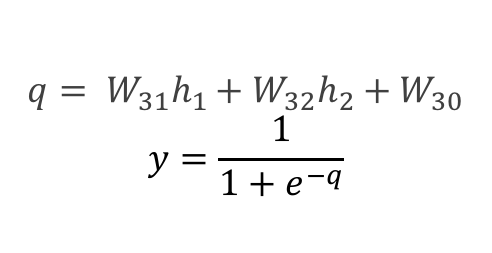 q = W₃₁h₁ + W₃₂h₂ + W₃₀
y = 1 / (1 + e⁻q)